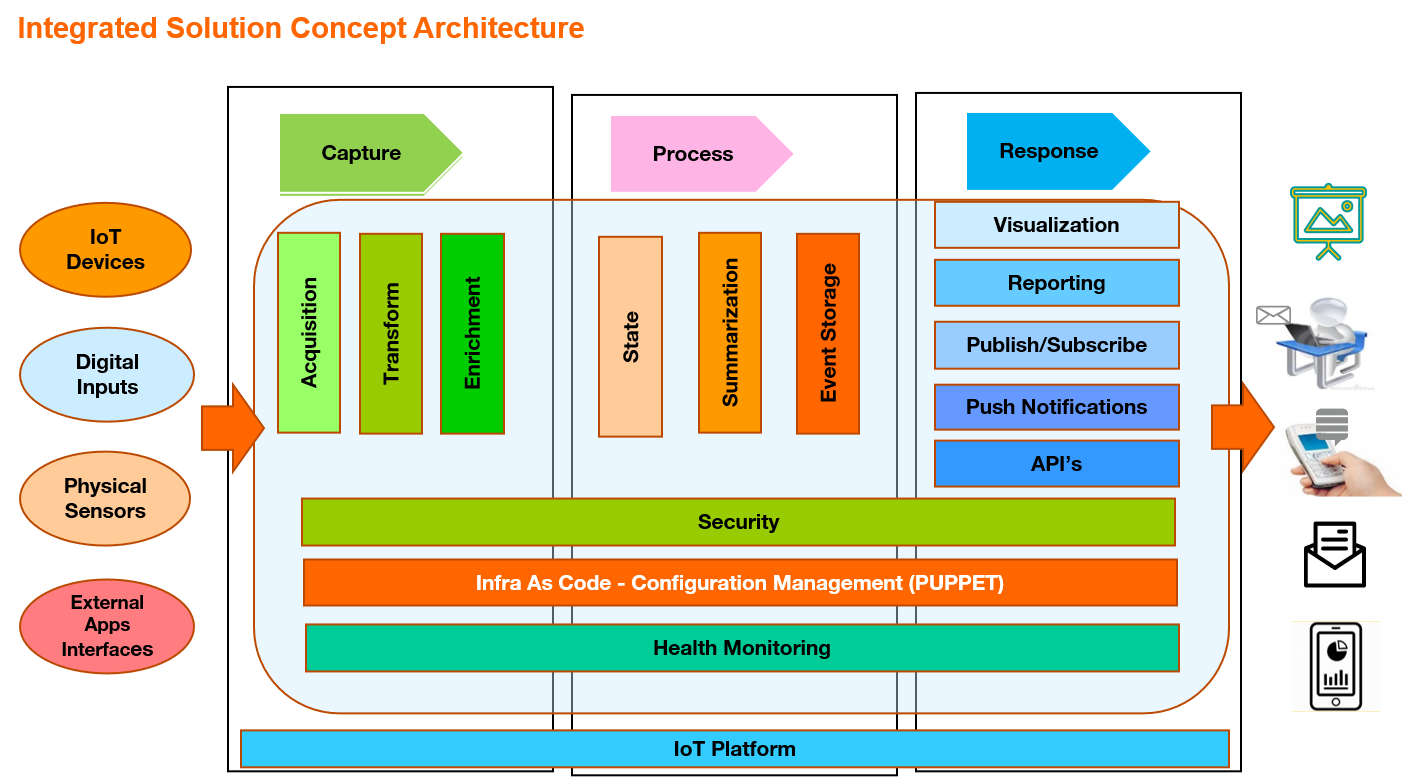 Integrated Solution Concept Architecture
Capture
Process
Response
IoT
Devices
Digital
Inputs
Physical
Sensors
External
Apps
Interfaces
Acquisition
Transform
Enrichment
State
Summarization
Event Storage
Visualization
Reporting
Publish/Subscribe
Push Notifications
API’s
Security
Infra As Code - Configuration Management (PUPPET)
Health Monitoring
IoT Platform